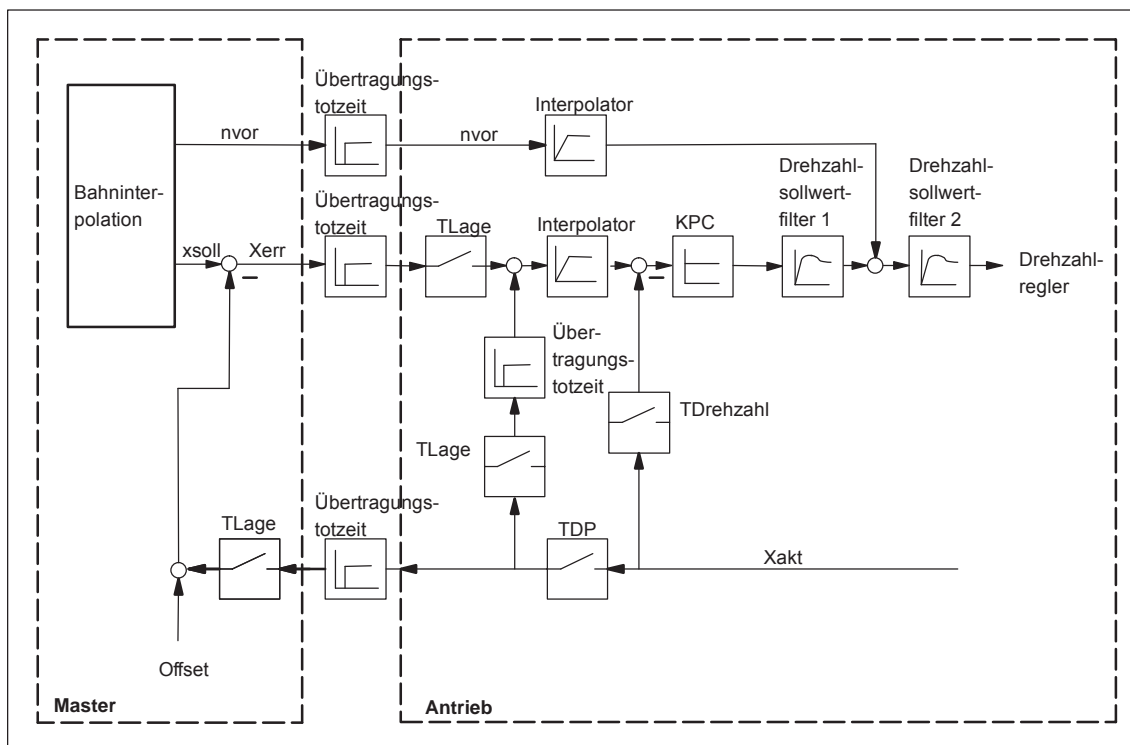 Übertragungs-
totzeit
Interpolator
nvor
nvor
Bahninter-
polation
Übertragungs-
totzeit
TLage
Interpolator
KPC
Drehzahl-
sollwert-
filter 1
Drehzahl-
sollwert-
filter 2
xsoll
Xerr
Drehzahl-
regler
Über-
tragungs-
totzeit
TDrehzahl
TLage
Übertragungs-
totzeit
TLage
TDP
Xakt
Offset
Master
Antrieb